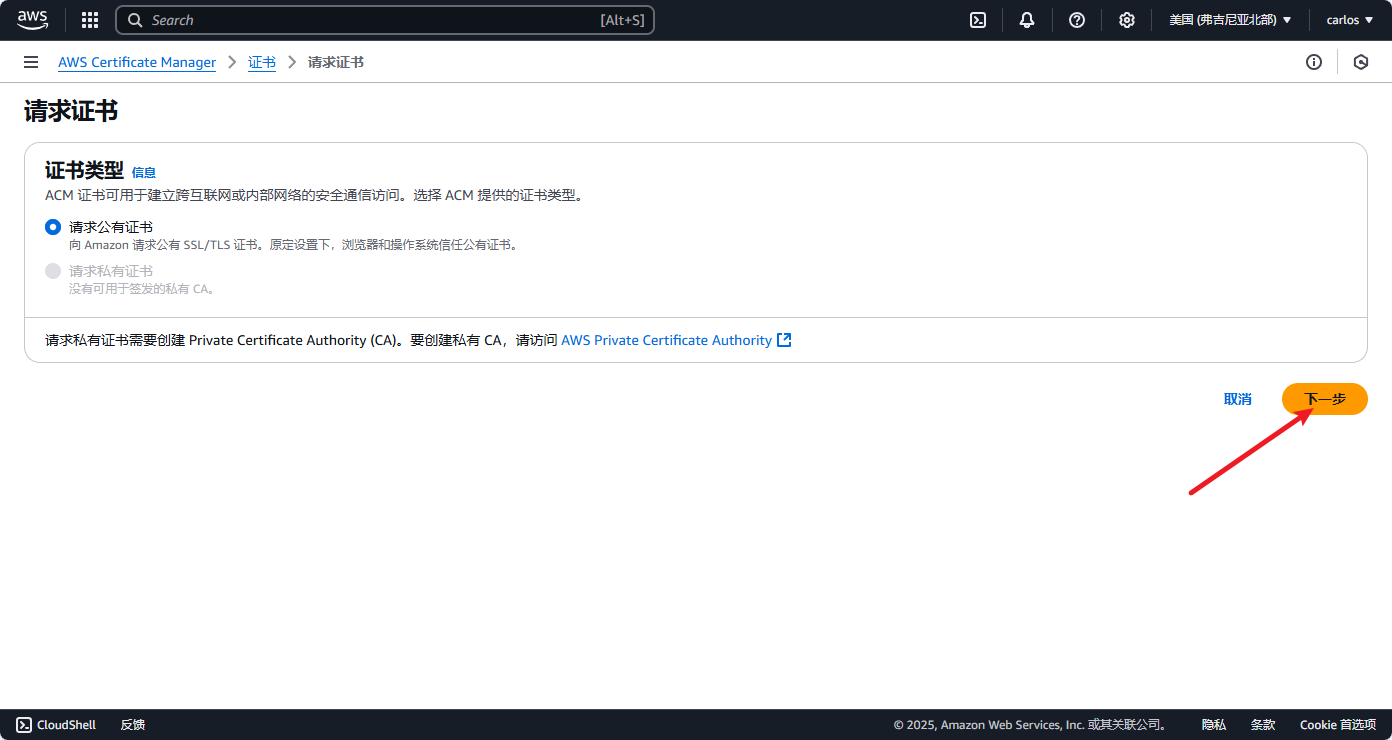 aws
Search [Alt+S]
美国 (弗吉尼亚北部) ▼
carlos ▼
AWS Certificate Manager > 证书 > 请求证书
请求证书
证书类型 信息
ACM 证书可用于建立跨互联网或内部网络的安全通信访问。选择 ACM 提供的证书类型。
请求公有证书
向 Amazon 请求公有 SSL/TLS 证书。原定设置下，浏览器和操作系统信任公有证书。
请求私有证书
没有可用于签发的私有 CA。
请求私有证书需要创建 Private Certificate Authority (CA)。要创建私有 CA，请访问 AWS Private Certificate Authority
取消 下一步
CloudShell 反馈 © 2025, Amazon Web Services, Inc. 或其关联公司。 隐私 条款 Cookie 首选项